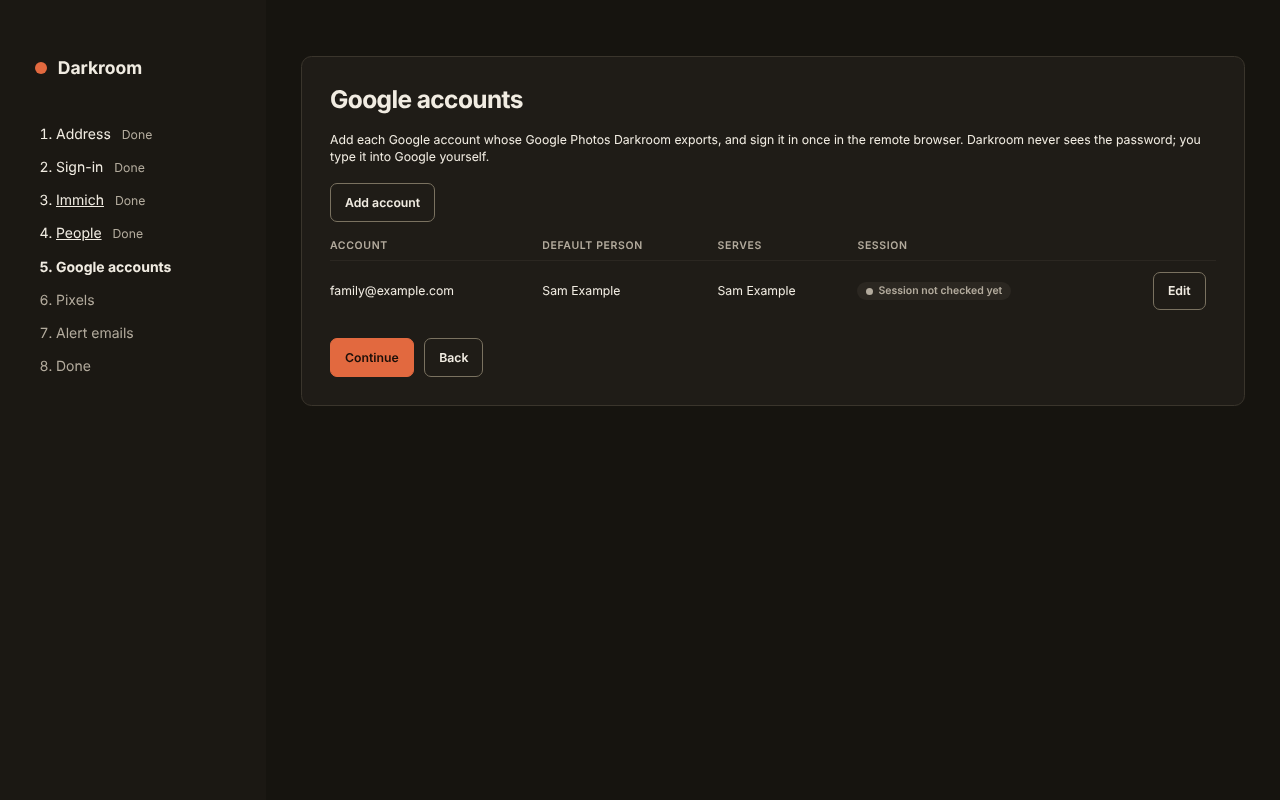 Darkroom
1. Address Done
2. Sign-in Done
3. Immich Done
4. People Done
5. Google accounts
6. Pixels
7. Alert emails
8. Done
Google accounts
Add each Google account whose Google Photos Darkroom exports, and sign it in once in the remote browser. Darkroom never sees the password; you
type it into Google yourself.
Add account
ACCOUNT DEFAULT PERSON SERVES SESSION
family@example.com Sam Example Sam Example Session not checked yet Edit
Continue Back